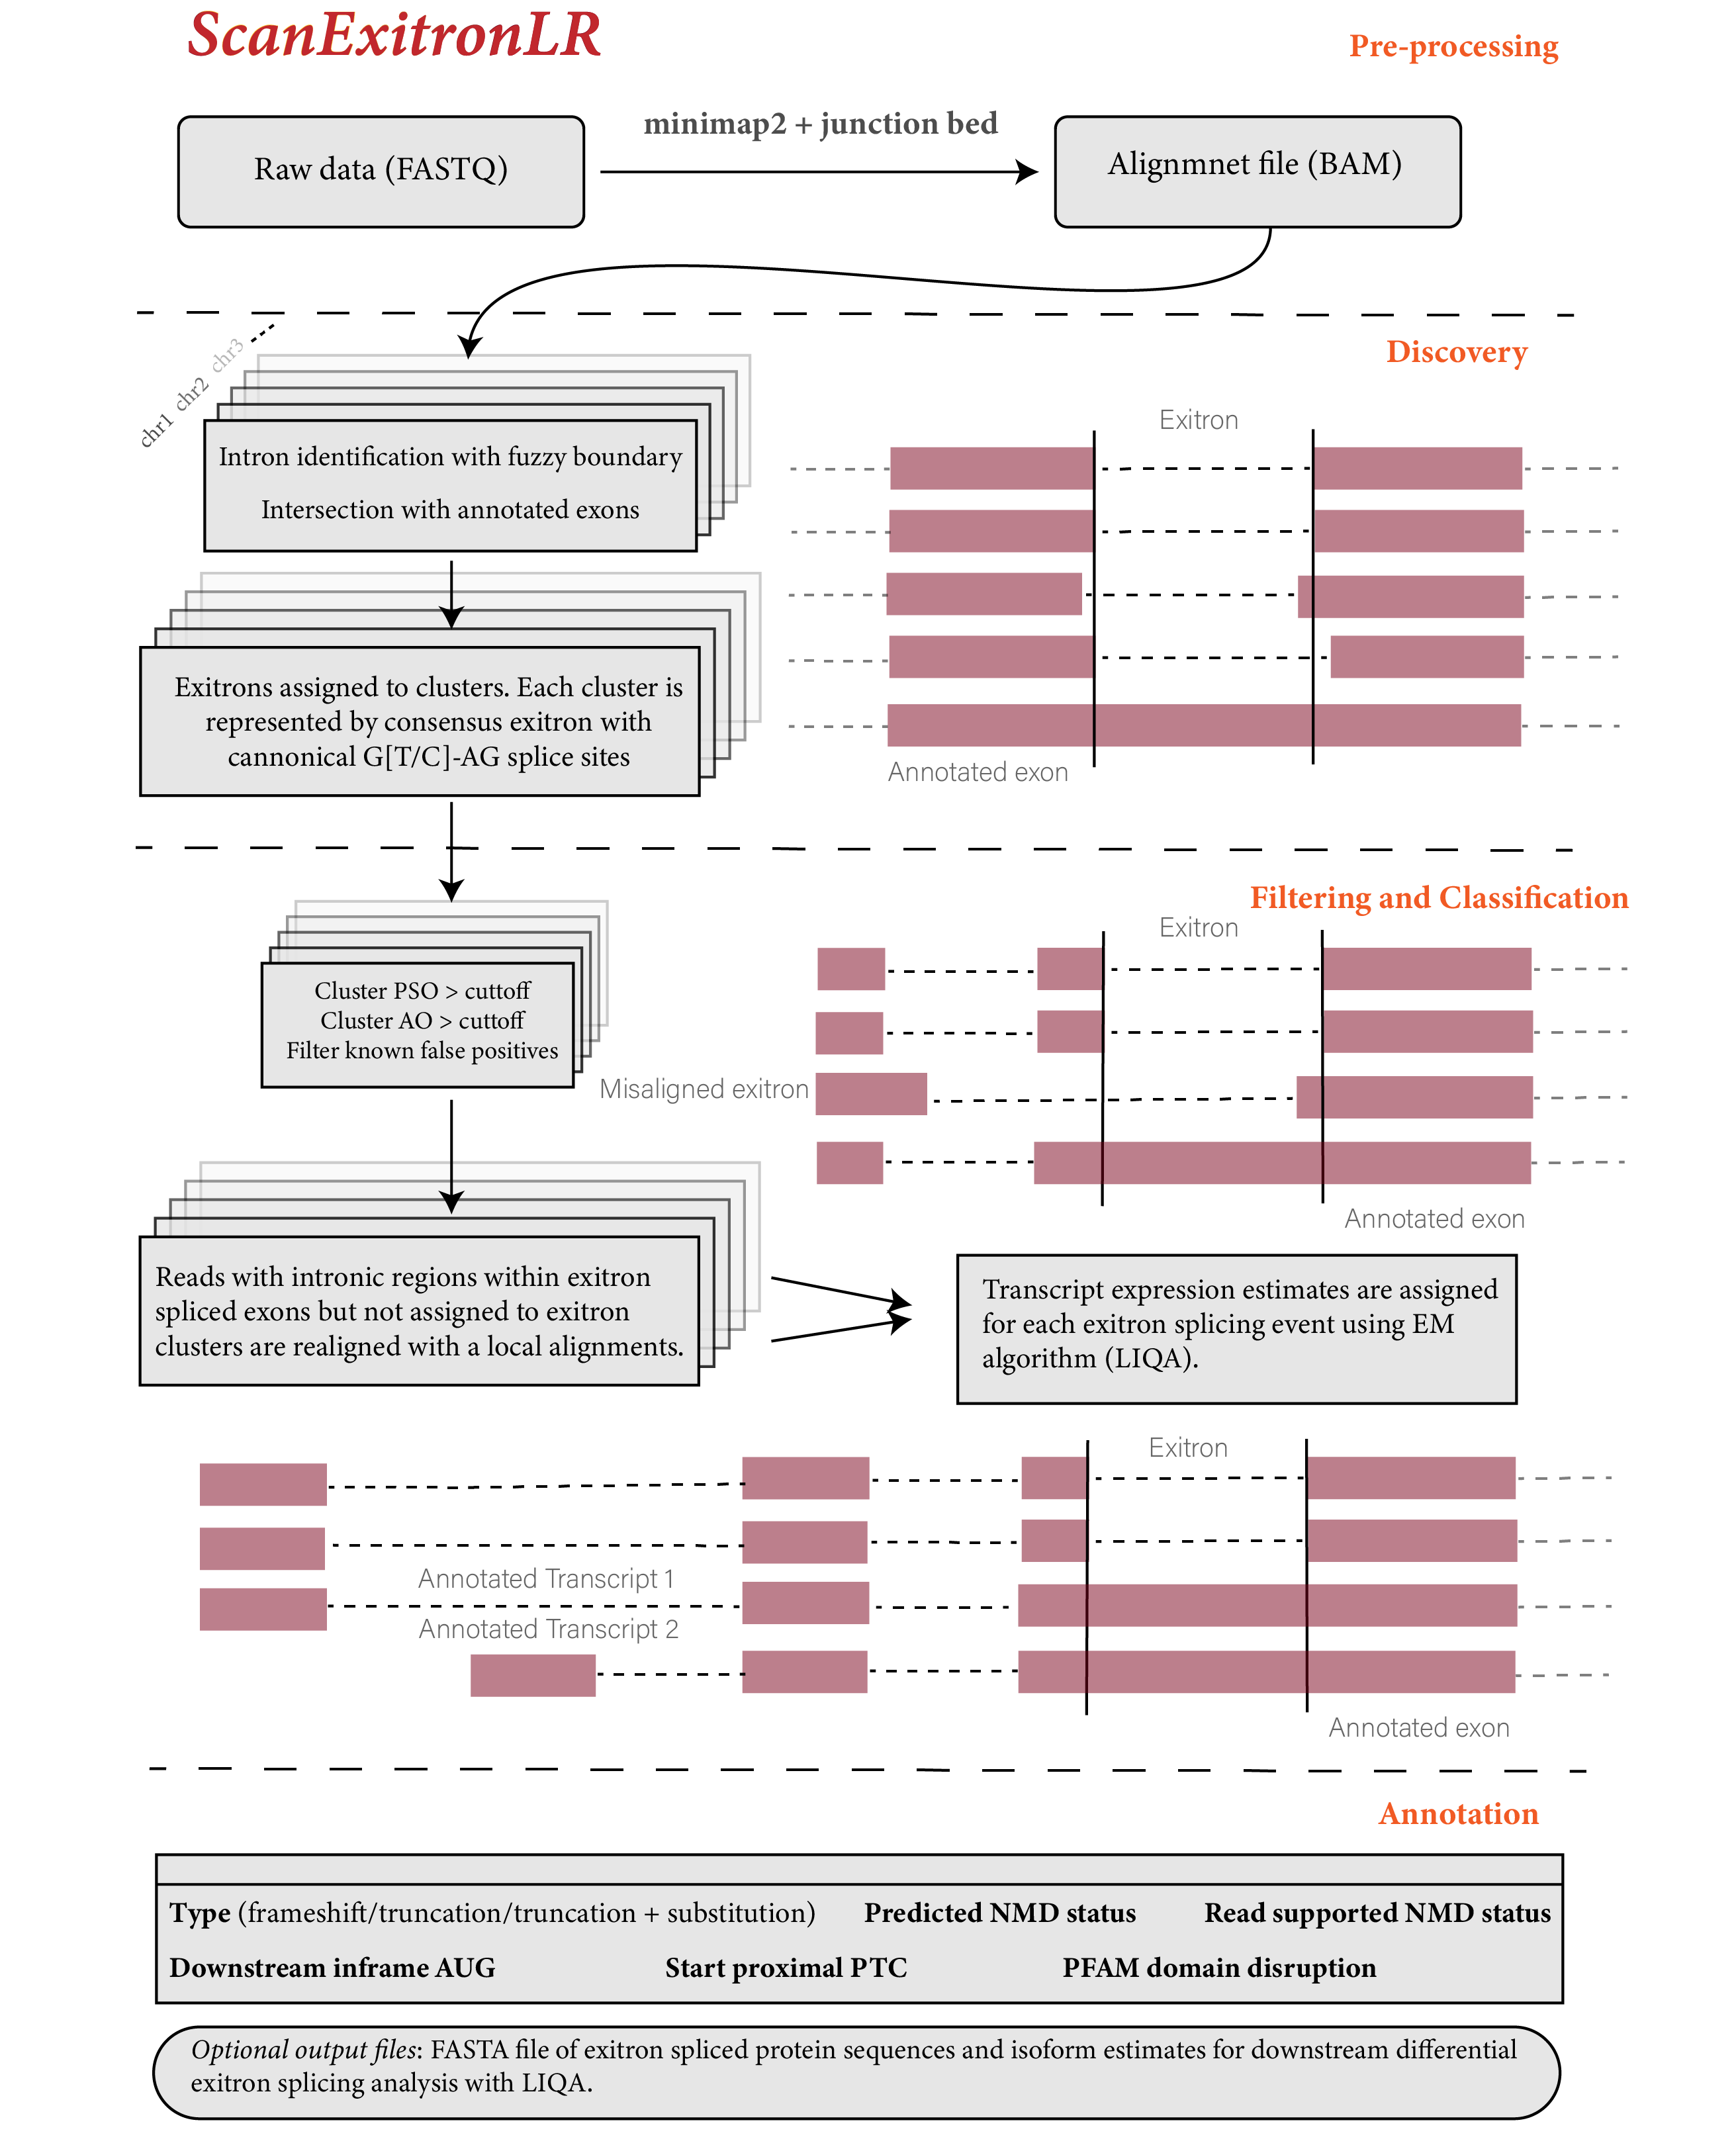 ScanExitronLR
Pre-processing
minimap2 + junction bed
Raw data (FASTQ)
Alignmnet file (BAM)
Discovery
chr1 chr2 chr3
Intron identification with fuzzy boundary
Intersection with annotated exons
Exitron
Exitrons assigned to clusters. Each cluster is
represented by consensus exitron with
cannonical G[T/C]-AG splice sites
Annotated exon
Filtering and Classification
Exitron
Cluster PSO > cuttoff
Cluster AO > cuttoff
Filter known false positives
Misaligned exitron
Annotated exon
Reads with intronic regions within exitron
spliced exons but not assigned to exitron
clusters are realigned with a local alignments.
Transcript expression estimates are assigned
for each exitron splicing event using EM
algorithm (LIQA).
Exitron
Annotated Transcript 1
Annotated Transcript 2
Annotated exon
Annotation
Type (frameshift/truncation/truncation + substitution) Predicted NMD status Read supported NMD status
Downstream inframe AUG Start proximal PTC PFAM domain disruption
Optional output files: FASTA file of exitron spliced protein sequences and isoform estimates for downstream differential
exitron splicing analysis with LIQA.